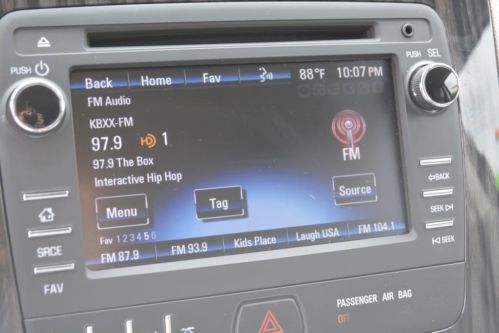 PUSH
SEL
PUSH
Back Home Fav 88°F 10:07 PM
FM Audio
KBXX-FM
97.9 HD 1
97.9 The Box
FM
Interactive Hip Hop
Menu Tag Source
Fav 1 2 3 4 5 6
FM 87.9 FM 93.9 Kids Place Laugh USA FM 104.1
BACK
SEEK
SEEK
SRCE
FAV
PASSENGER AIR BAG
OFF